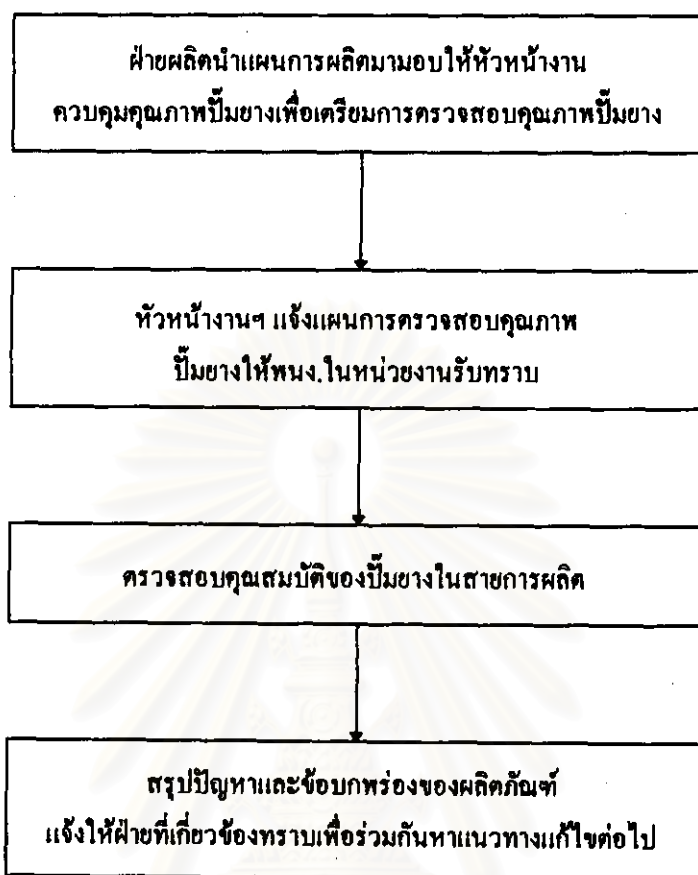 ฝ่ายผลิตนำแผนการผลิตมามอบให้หัวหน้างาน
ควบคุมคุณภาพปั๊มยางเพื่อเตรียมการตรวจสอบคุณภาพปั๊มยาง
หัวหน้างานฯ แจ้งแผนการตรวจสอบคุณภาพ
ปั๊มยางให้พนง.ในหน่วยงานรับทราบ
ตรวจสอบคุณสมบัติของปั๊มยางในสายการผลิต
สรุปปัญหาและข้อบกพร่องของผลิตภัณฑ์
แจ้งให้ฝ่ายที่เกี่ยวข้องทราบเพื่อร่วมกันหาแนวทางแก้ไขต่อไป